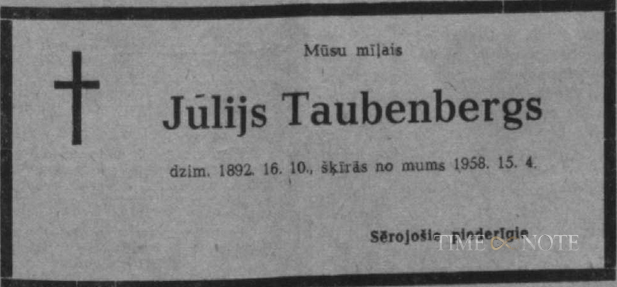 Mūsu mīļais
Jūlijs Taubenbergs
dzim. 1892. 16. 10., šķīrās no mums 1958. 15. 4.
Sērojošie piederīgie
TIME NOTE